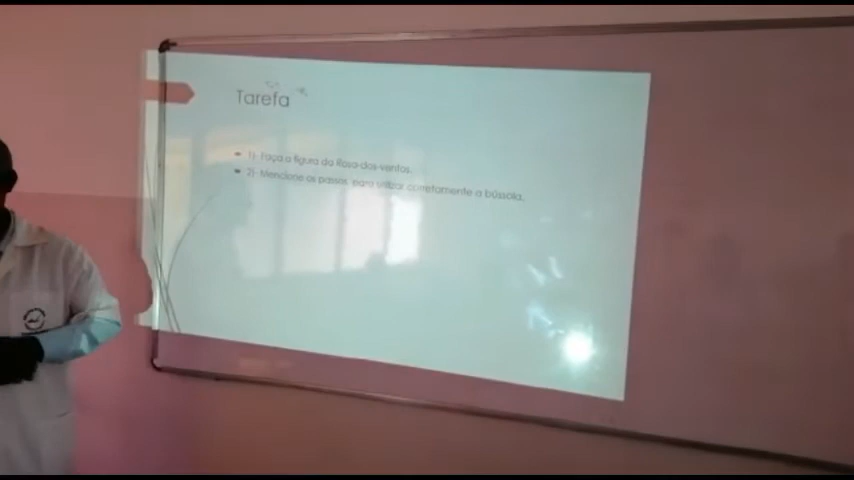 Tarefa
1)- Faça a figura da Rosa-dos-ventos.
2)- Mencione os passos, para utilizar corretamente a bússola.